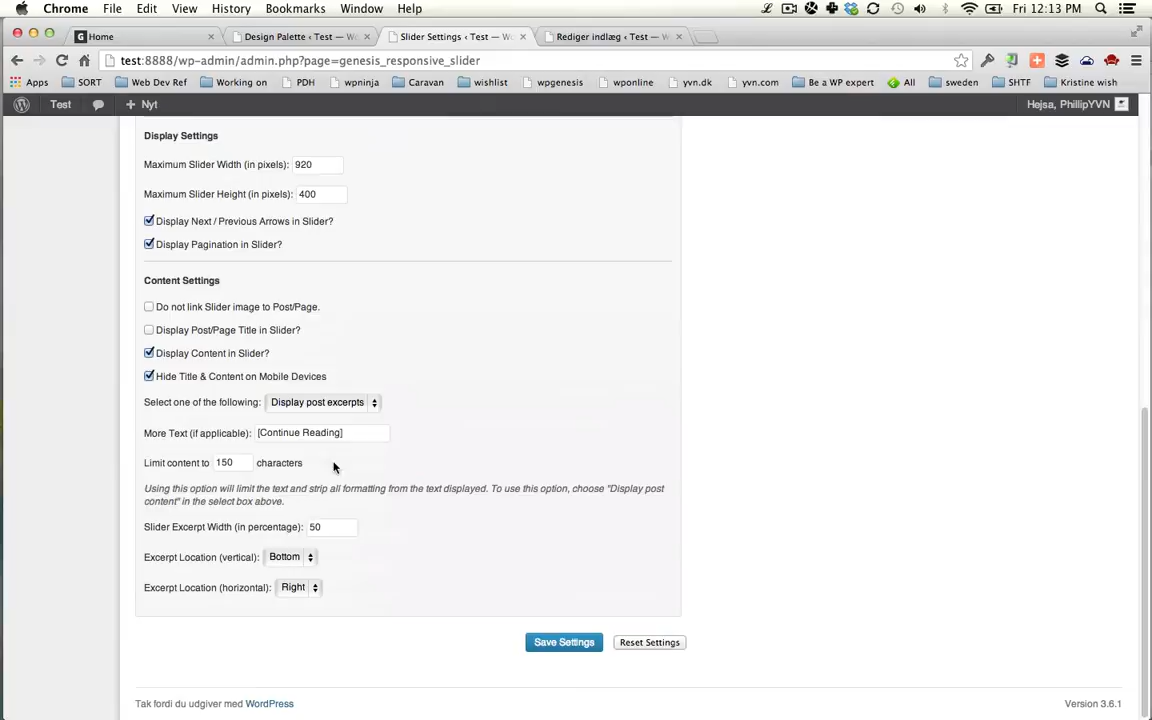 Chrome File Edit View History Bookmarks Window Help Fri 12:13 PM
Home Design Palette ‹ Test — Wo Slider Settings ‹ Test — Wo Rediger indlæg ‹ Test — Wo
test:8888/wp-admin/admin.php?page=genesis_responsive_slider
Apps SORT Web Dev Ref Working on PDH wpninja Caravan wishlist wpgenesis wponline yvn.dk yvn.com Be a WP expert All sweden SHTF Kristine wish
Test + Nyt Hejsa, PhillipYVN
Display Settings
Maximum Slider Width (in pixels): 920
Maximum Slider Height (in pixels): 400
Display Next / Previous Arrows in Slider?
Display Pagination in Slider?
Content Settings
Do not link Slider image to Post/Page.
Display Post/Page Title in Slider?
Display Content in Slider?
Hide Title & Content on Mobile Devices
Select one of the following: Display post excerpts
More Text (if applicable): [Continue Reading]
Limit content to 150 characters
Using this option will limit the text and strip all formatting from the text displayed. To use this option, choose "Display post
content" in the select box above.
Slider Excerpt Width (in percentage): 50
Excerpt Location (vertical): Bottom
Excerpt Location (horizontal): Right
Save Settings Reset Settings
Tak fordi du udgiver med WordPress Version 3.6.1